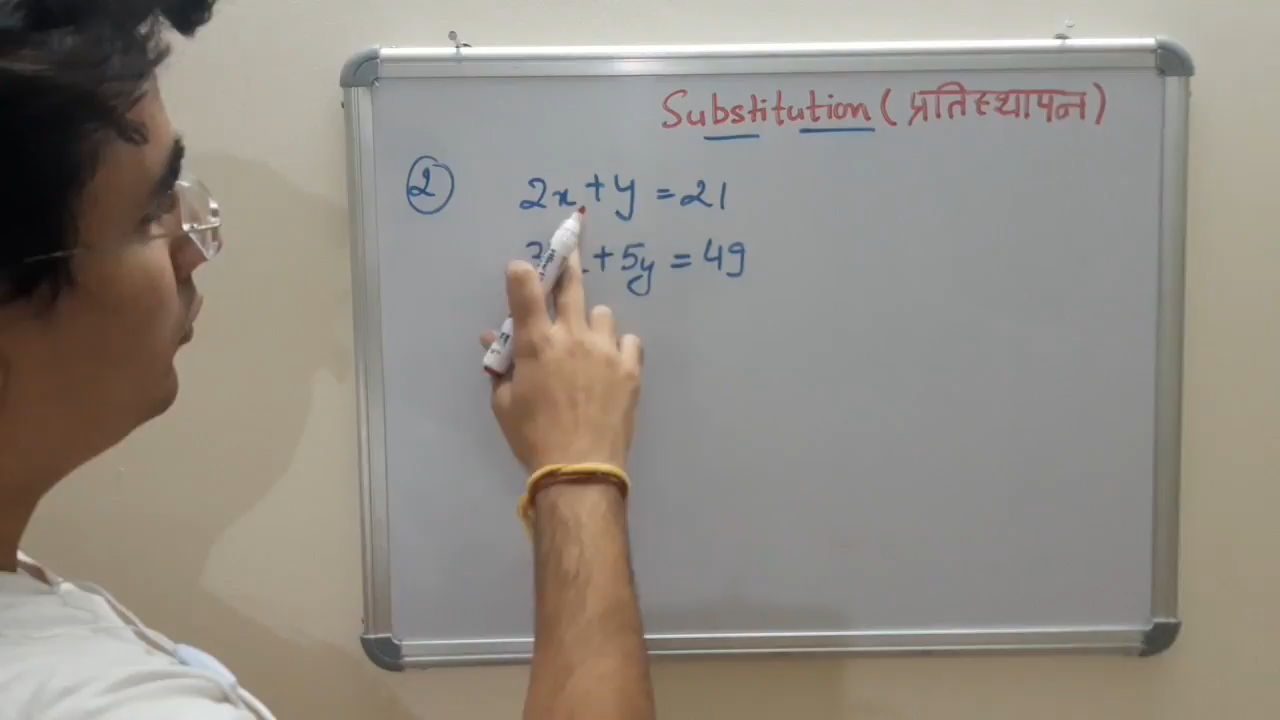 Substitution (प्रतिस्थापन)
② 2x + y = 21
+ 5y = 49